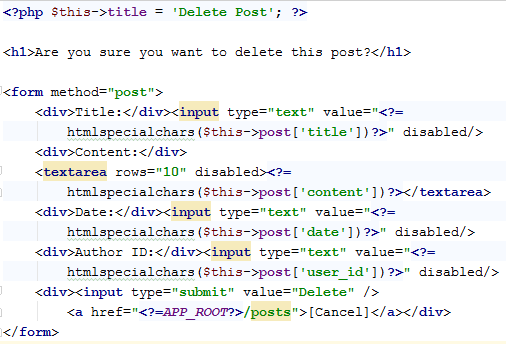 <?php $this->title = 'Delete Post'; ?>
<h1>Are you sure you want to delete this post?</h1>
<form method="post">
<div>Title:</div><input type="text" value="<?=
htmlspecialchars($this->post['title'])?>" disabled/>
<div>Content:</div>
<textarea rows="10" disabled><?=
htmlspecialchars($this->post['content'])?></textarea>
<div>Date:</div><input type="text" value="<?=
htmlspecialchars($this->post['date'])?>" disabled/>
<div>Author ID:</div><input type="text" value="<?=
htmlspecialchars($this->post['user_id'])?>" disabled/>
<div><input type="submit" value="Delete" />
<a href="<?=APP_ROOT?>/posts">[Cancel]</a></div>
</form>